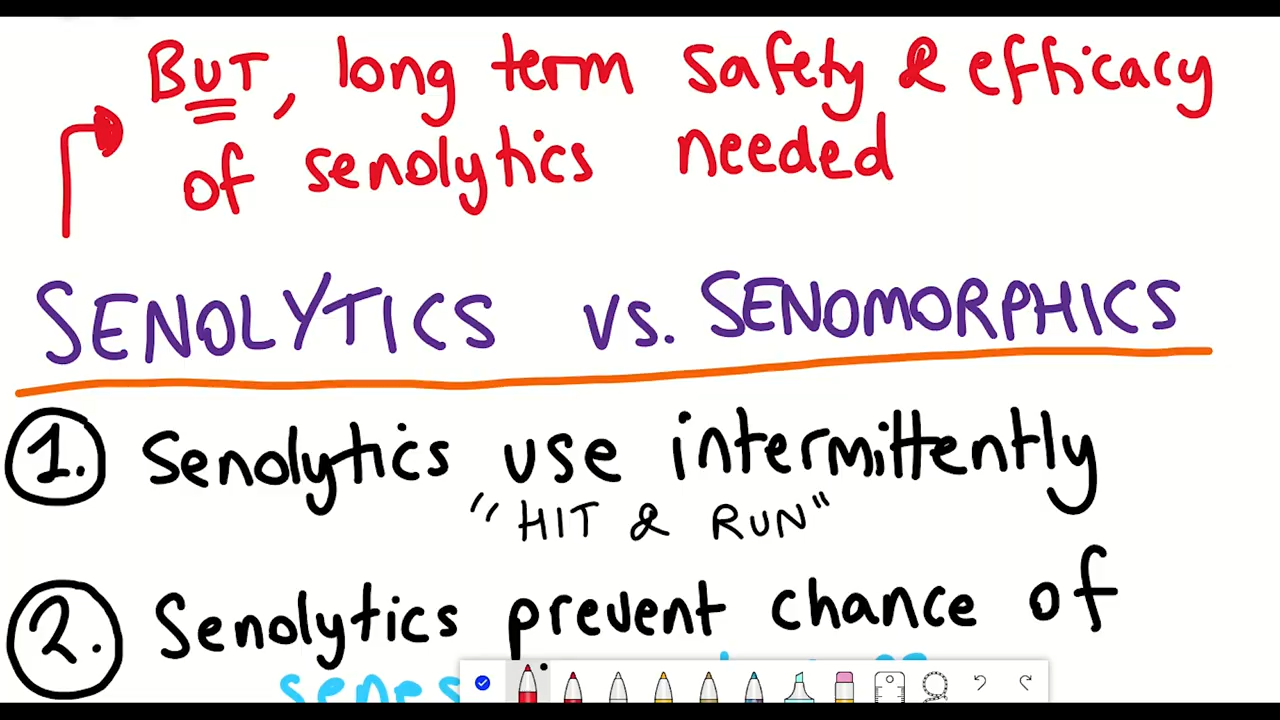 BUT, long term safety & efficacy
of senolytics needed
SENOLYTICS vs. SENOMORPHICS
1. Senolytics use intermittently
"HIT & RUN"
2. Senolytics prevent chance of